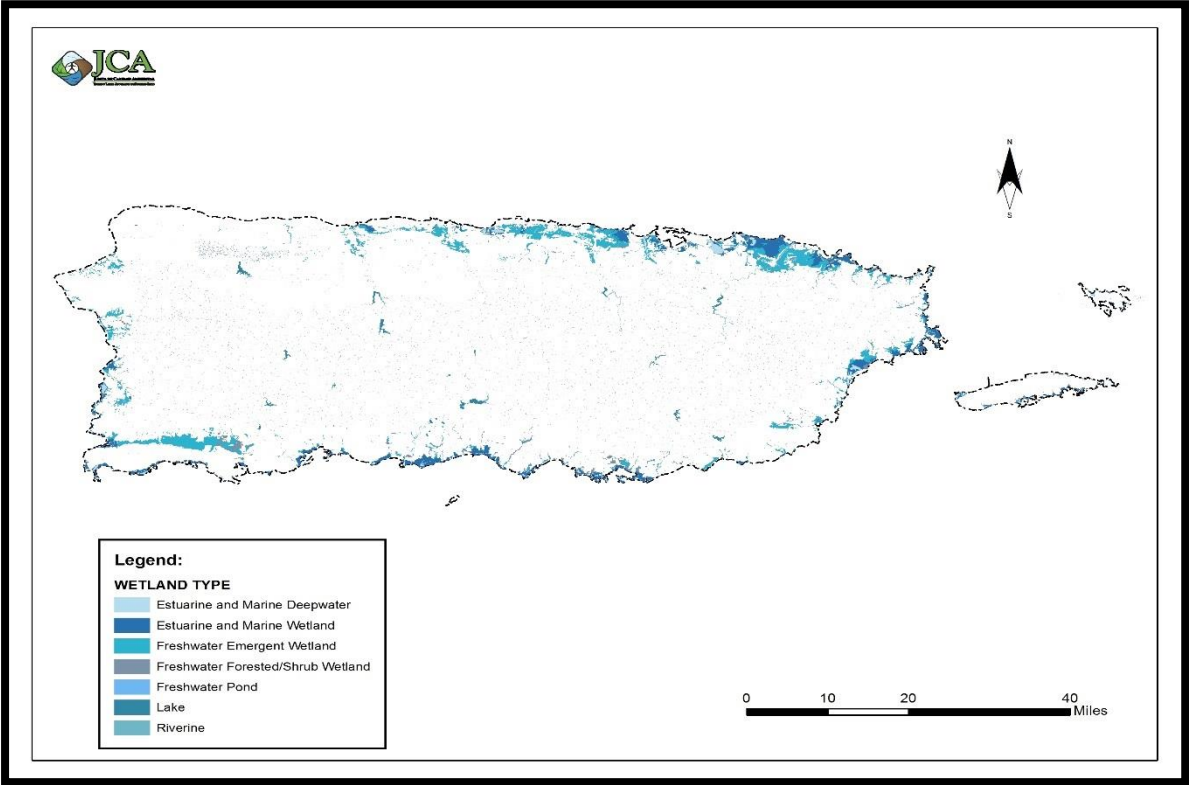 JCA
N
S
Legend:
WETLAND TYPE
Estuarine and Marine Deepwater
Estuarine and Marine Wetland
Freshwater Emergent Wetland
Freshwater Forested/Shrub Wetland
Freshwater Pond
Lake
Riverine
0 10 20 40
Miles